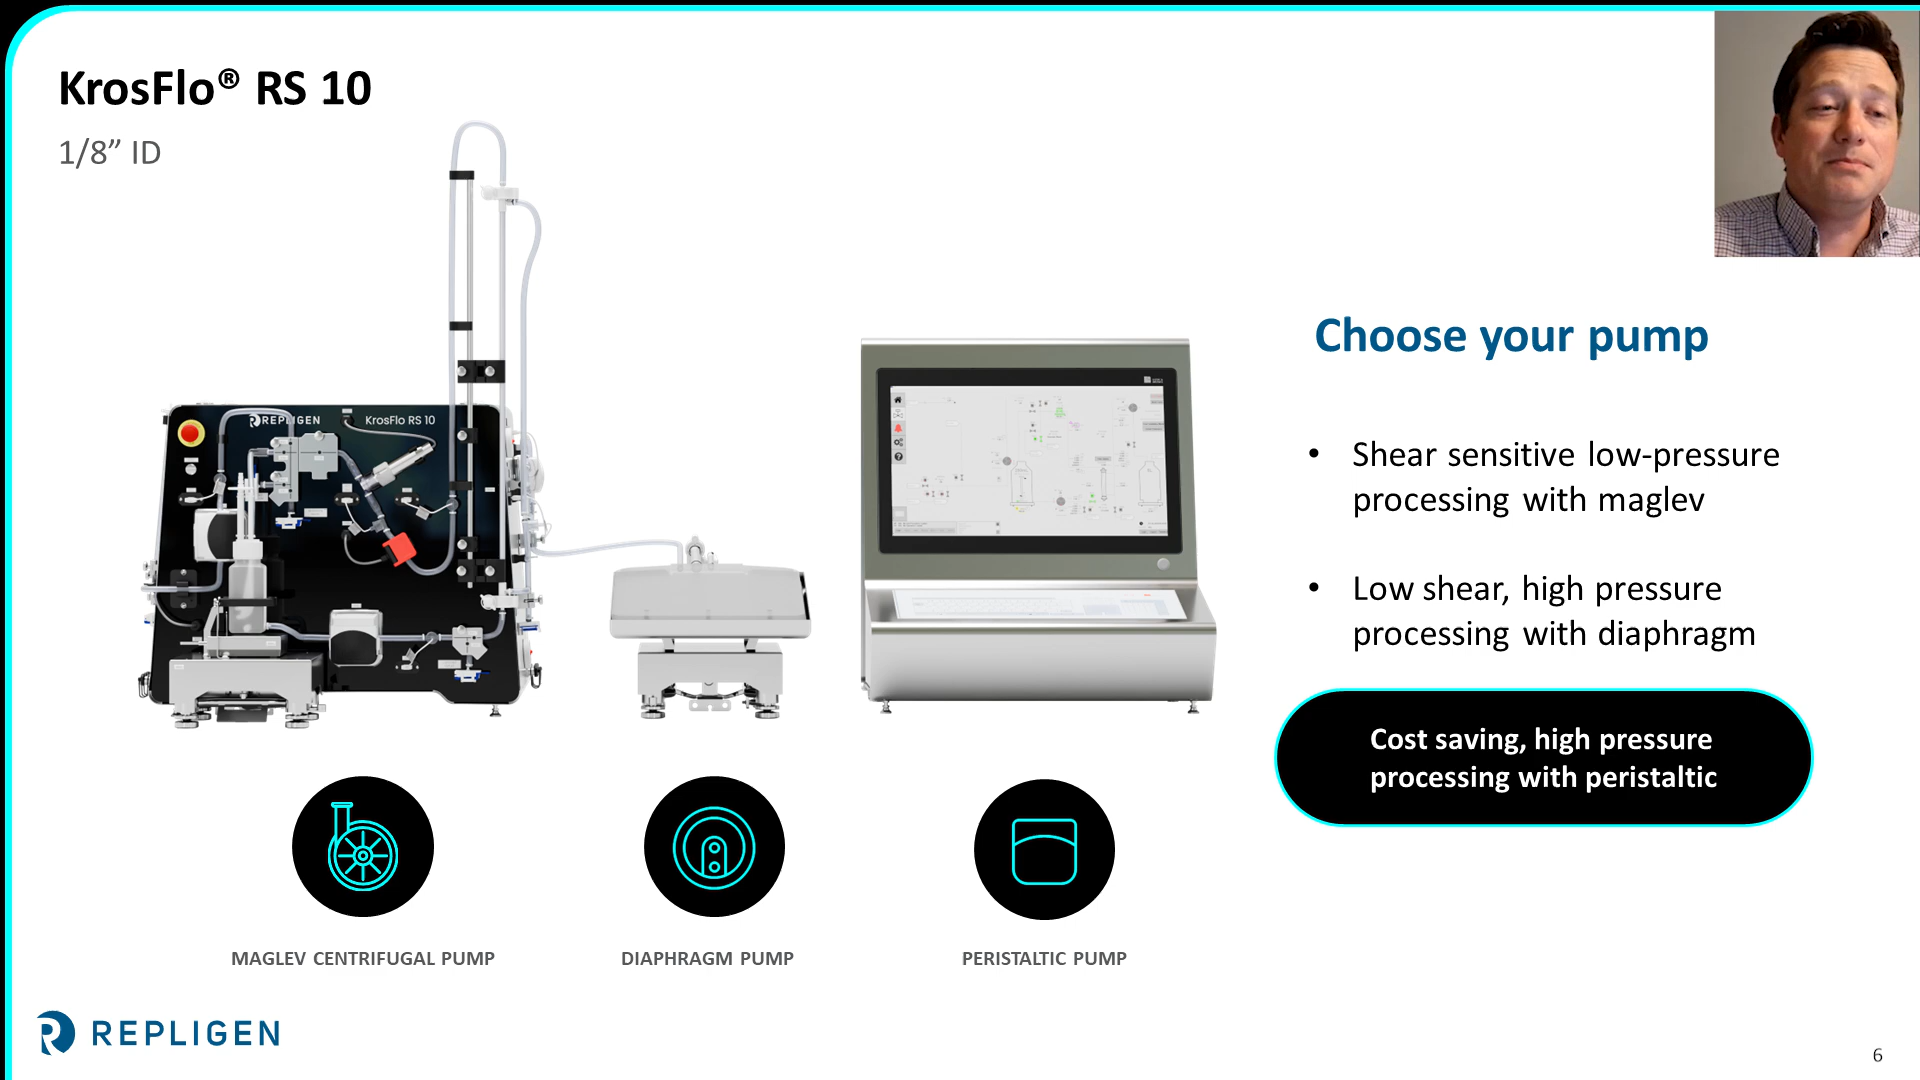 KrosFlo® RS 10
1/8” ID
REPLIGEN
KrosFlo RS 10
Choose your pump
• Shear sensitive low-pressure
processing with maglev
• Low shear, high pressure
processing with diaphragm
Cost saving, high pressure
processing with peristaltic
MAGLEV CENTRIFUGAL PUMP
DIAPHRAGM PUMP
PERISTALTIC PUMP
REPLIGEN
6